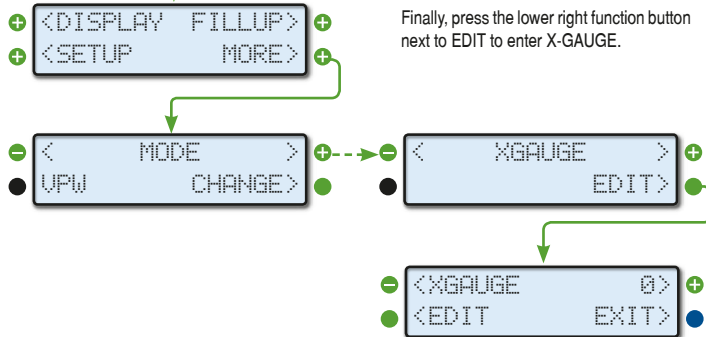 <DISPLAY FILLUP>
<SETUP MORE>
Finally, press the lower right function button
next to EDIT to enter X-GAUGE.
< MODE >
VPW CHANGE>
< XGAUGE >
EDIT>
<XGAUGE 0>
<EDIT EXIT>